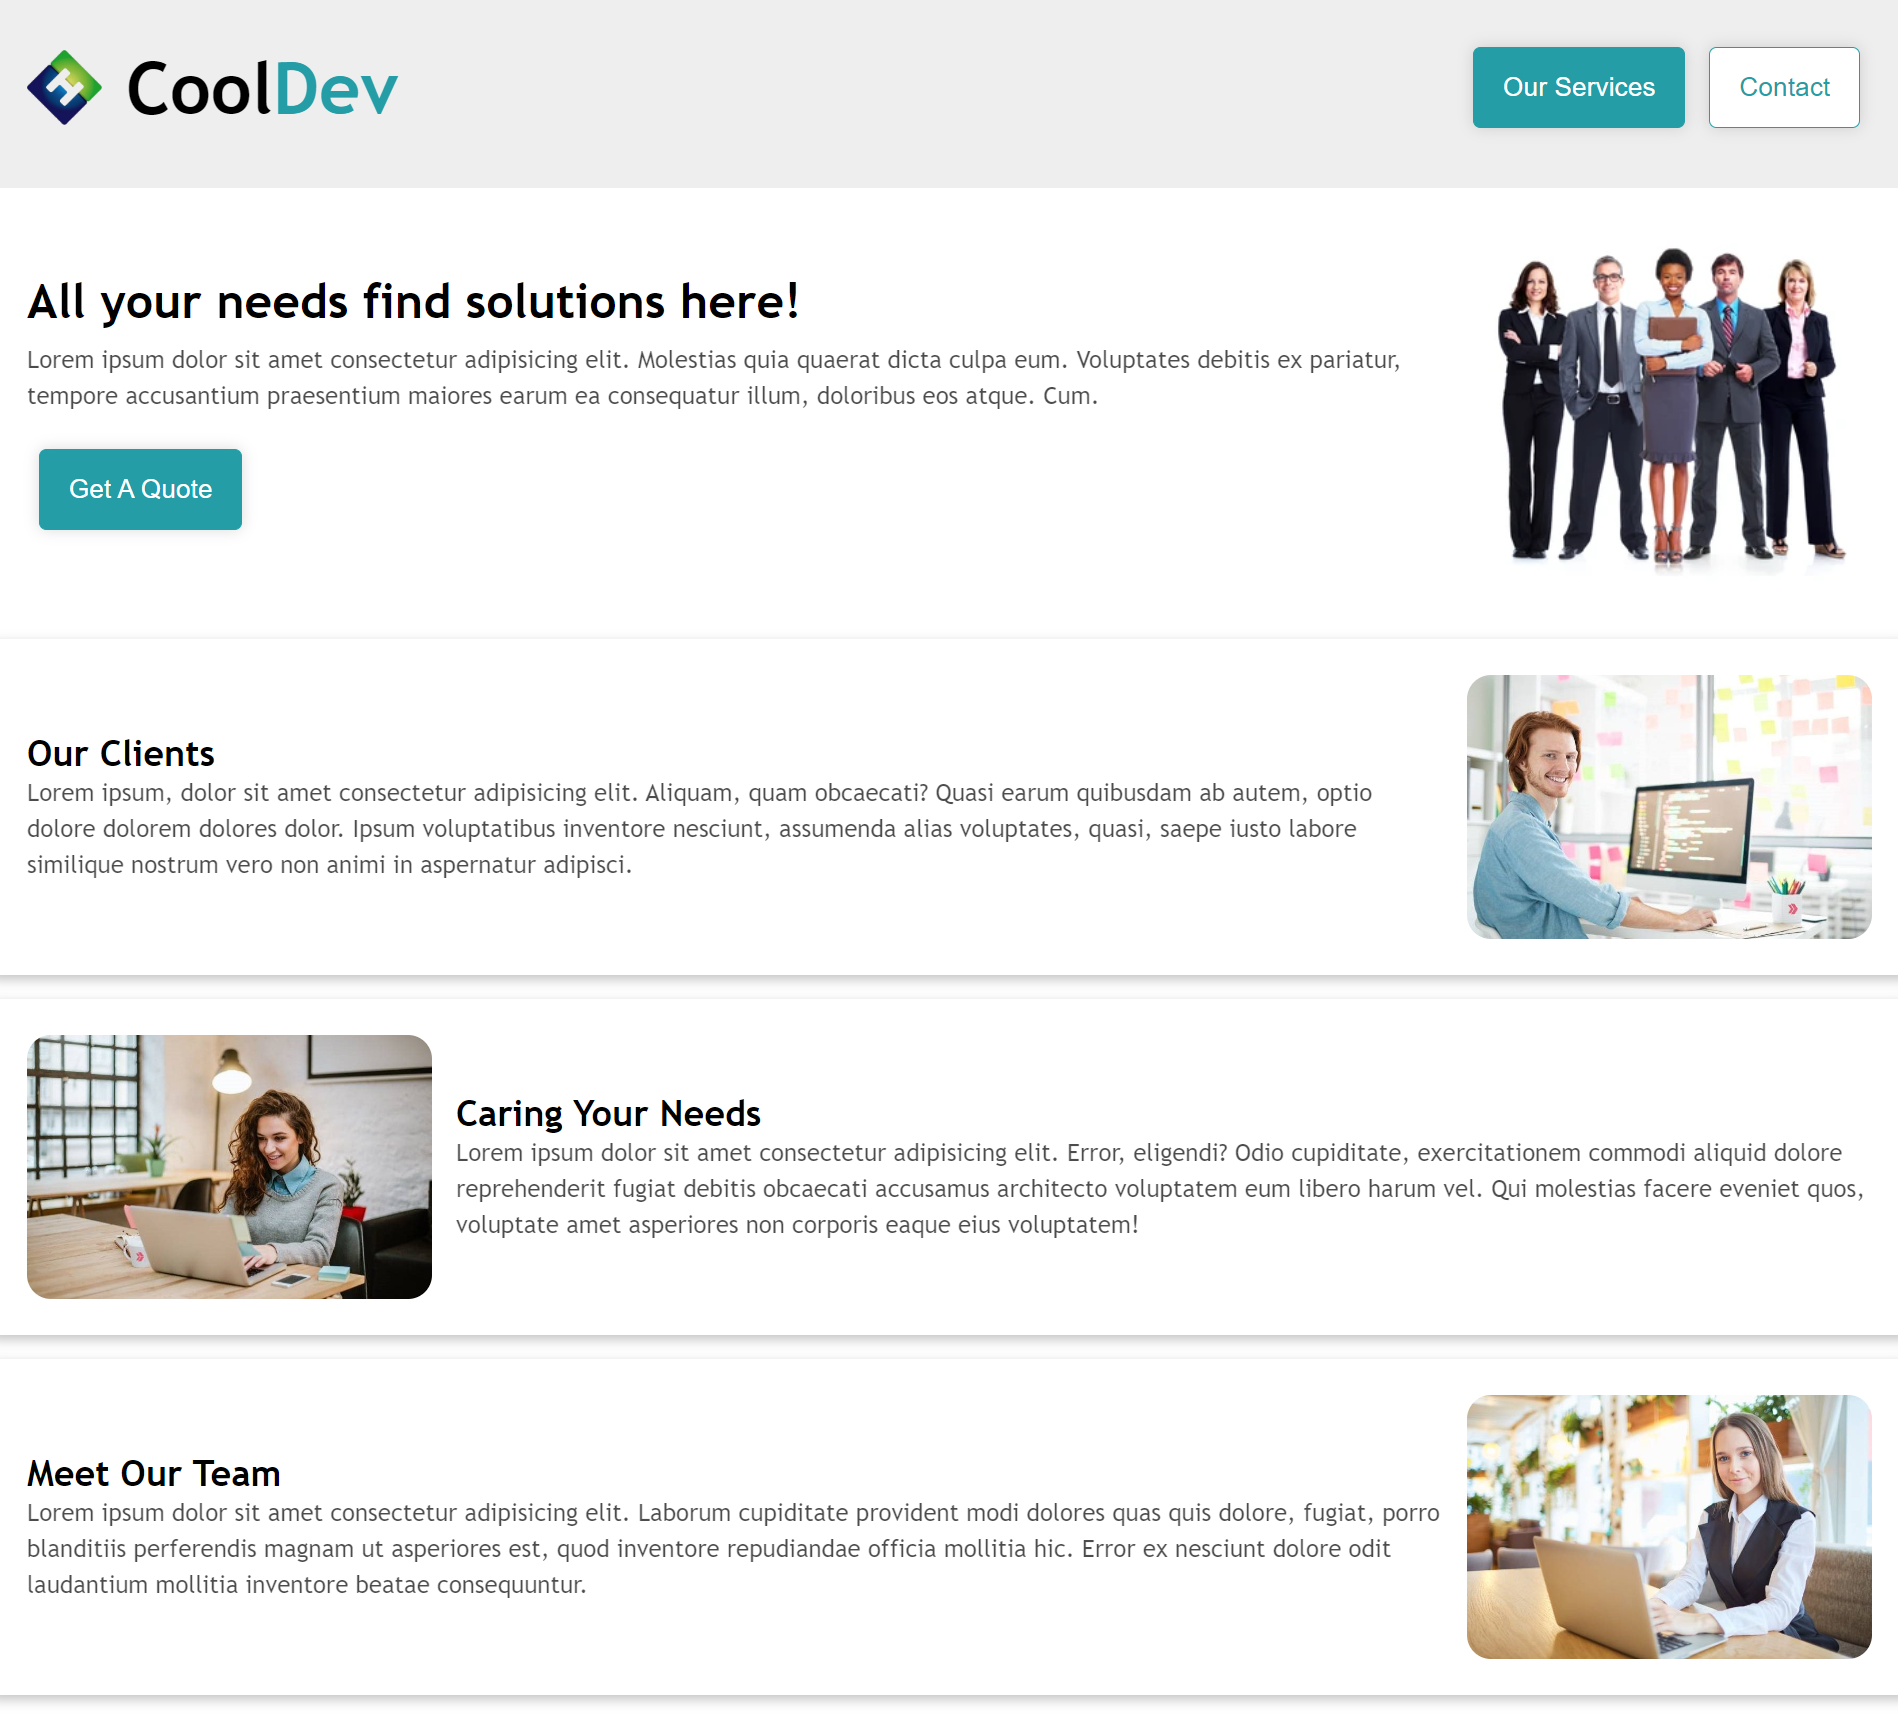 CoolDev
Our Services
Contact
All your needs find solutions here!
Lorem ipsum dolor sit amet consectetur adipisicing elit. Molestias quia quaerat dicta culpa eum. Voluptates debitis ex pariatur,
tempore accusantium praesentium maiores earum ea consequatur illum, doloribus eos atque. Cum.
Get A Quote
Our Clients
Lorem ipsum, dolor sit amet consectetur adipisicing elit. Aliquam, quam obcaecati? Quasi earum quibusdam ab autem, optio
dolore dolorem dolores dolor. Ipsum voluptatibus inventore nesciunt, assumenda alias voluptates, quasi, saepe iusto labore
similique nostrum vero non animi in aspernatur adipisci.
Caring Your Needs
Lorem ipsum dolor sit amet consectetur adipisicing elit. Error, eligendi? Odio cupiditate, exercitationem commodi aliquid dolore
reprehenderit fugiat debitis obcaecati accusamus architecto voluptatem eum libero harum vel. Qui molestias facere eveniet quos,
voluptate amet asperiores non corporis eaque eius voluptatem!
Meet Our Team
Lorem ipsum dolor sit amet consectetur adipisicing elit. Laborum cupiditate provident modi dolores quas quis dolore, fugiat, porro
blanditiis perferendis magnam ut asperiores est, quod inventore repudiandae officia mollitia hic. Error ex nesciunt dolore odit
laudantium mollitia inventore beatae consequuntur.